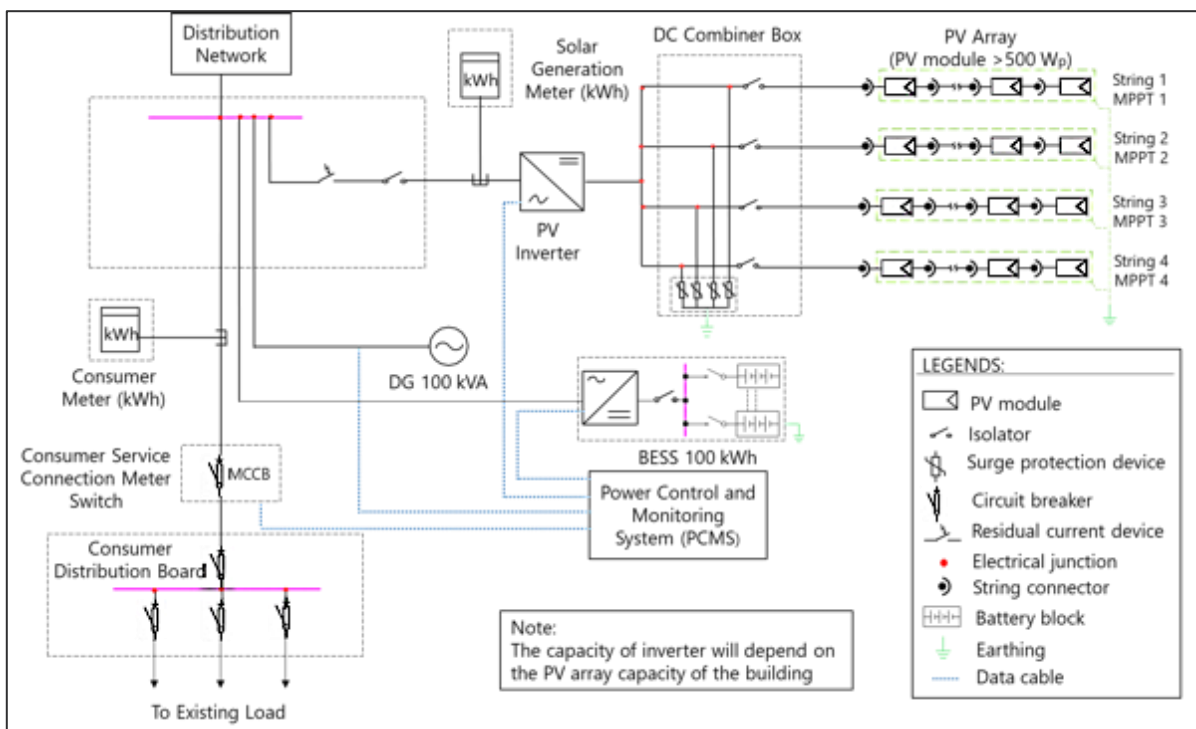 Distribution
Network
kWh
Solar
Generation
Meter (kWh)
DC Combiner Box
PV Array
(PV module >500 Wp)
String 1
MPPT 1
String 2
MPPT 2
String 3
MPPT 3
String 4
MPPT 4
PV
Inverter
kWh
Consumer
Meter (kWh)
DG 100 kVA
BESS 100 kWh
Consumer Service
Connection Meter
Switch
MCCB
Power Control and
Monitoring
System (PCMS)
Consumer
Distribution Board
To Existing Load
Note:
The capacity of inverter will depend on
the PV array capacity of the building
LEGENDS:
PV module
Isolator
Surge protection device
Circuit breaker
Residual current device
Electrical junction
String connector
Battery block
Earthing
Data cable